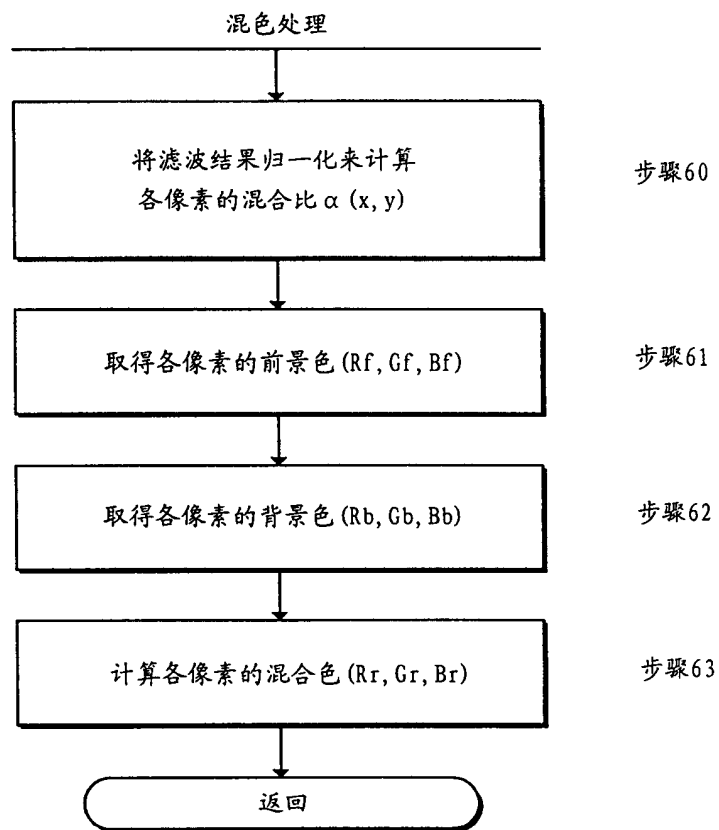 混色处理
将滤波结果归一化来计算
各像素的混合比α(x,y)
步骤60
取得各像素的前景色(Rf,Gf,Bf)
步骤61
取得各像素的背景色(Rb,Gb,Bb)
步骤62
计算各像素的混合色(Rr,Gr,Br)
步骤63
返回